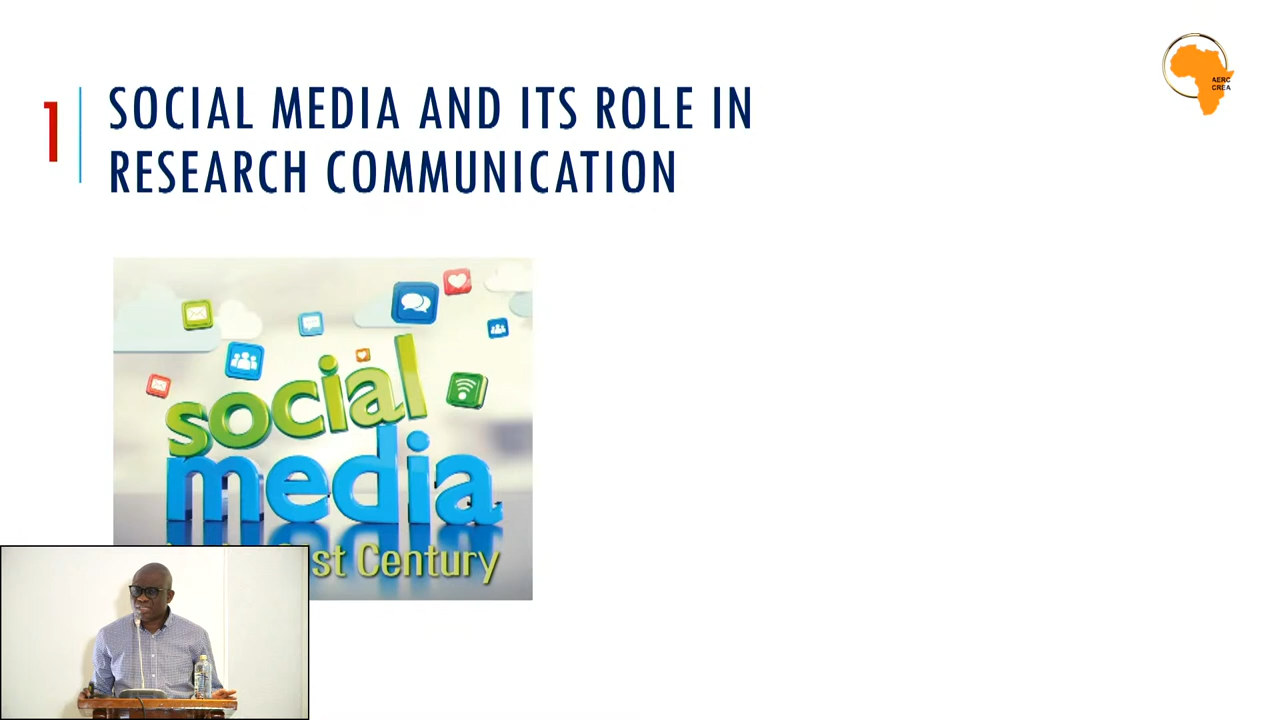 1
SOCIAL MEDIA AND ITS ROLE IN
RESEARCH COMMUNICATION
AERC
CREA
social
media
st Century